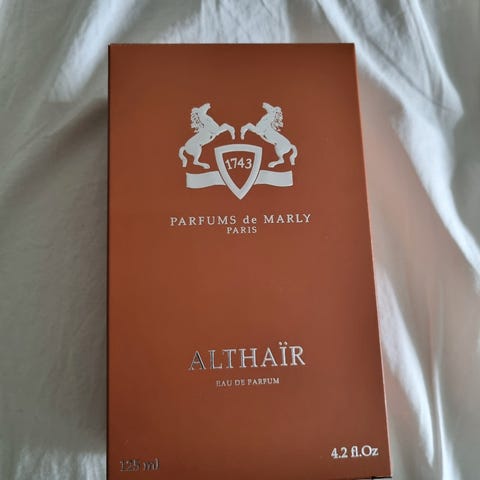 1743
PARFUMS de MARLY
PARIS
ALTHAÏR
EAU DE PARFUM
125 ml 4.2 fl.Oz